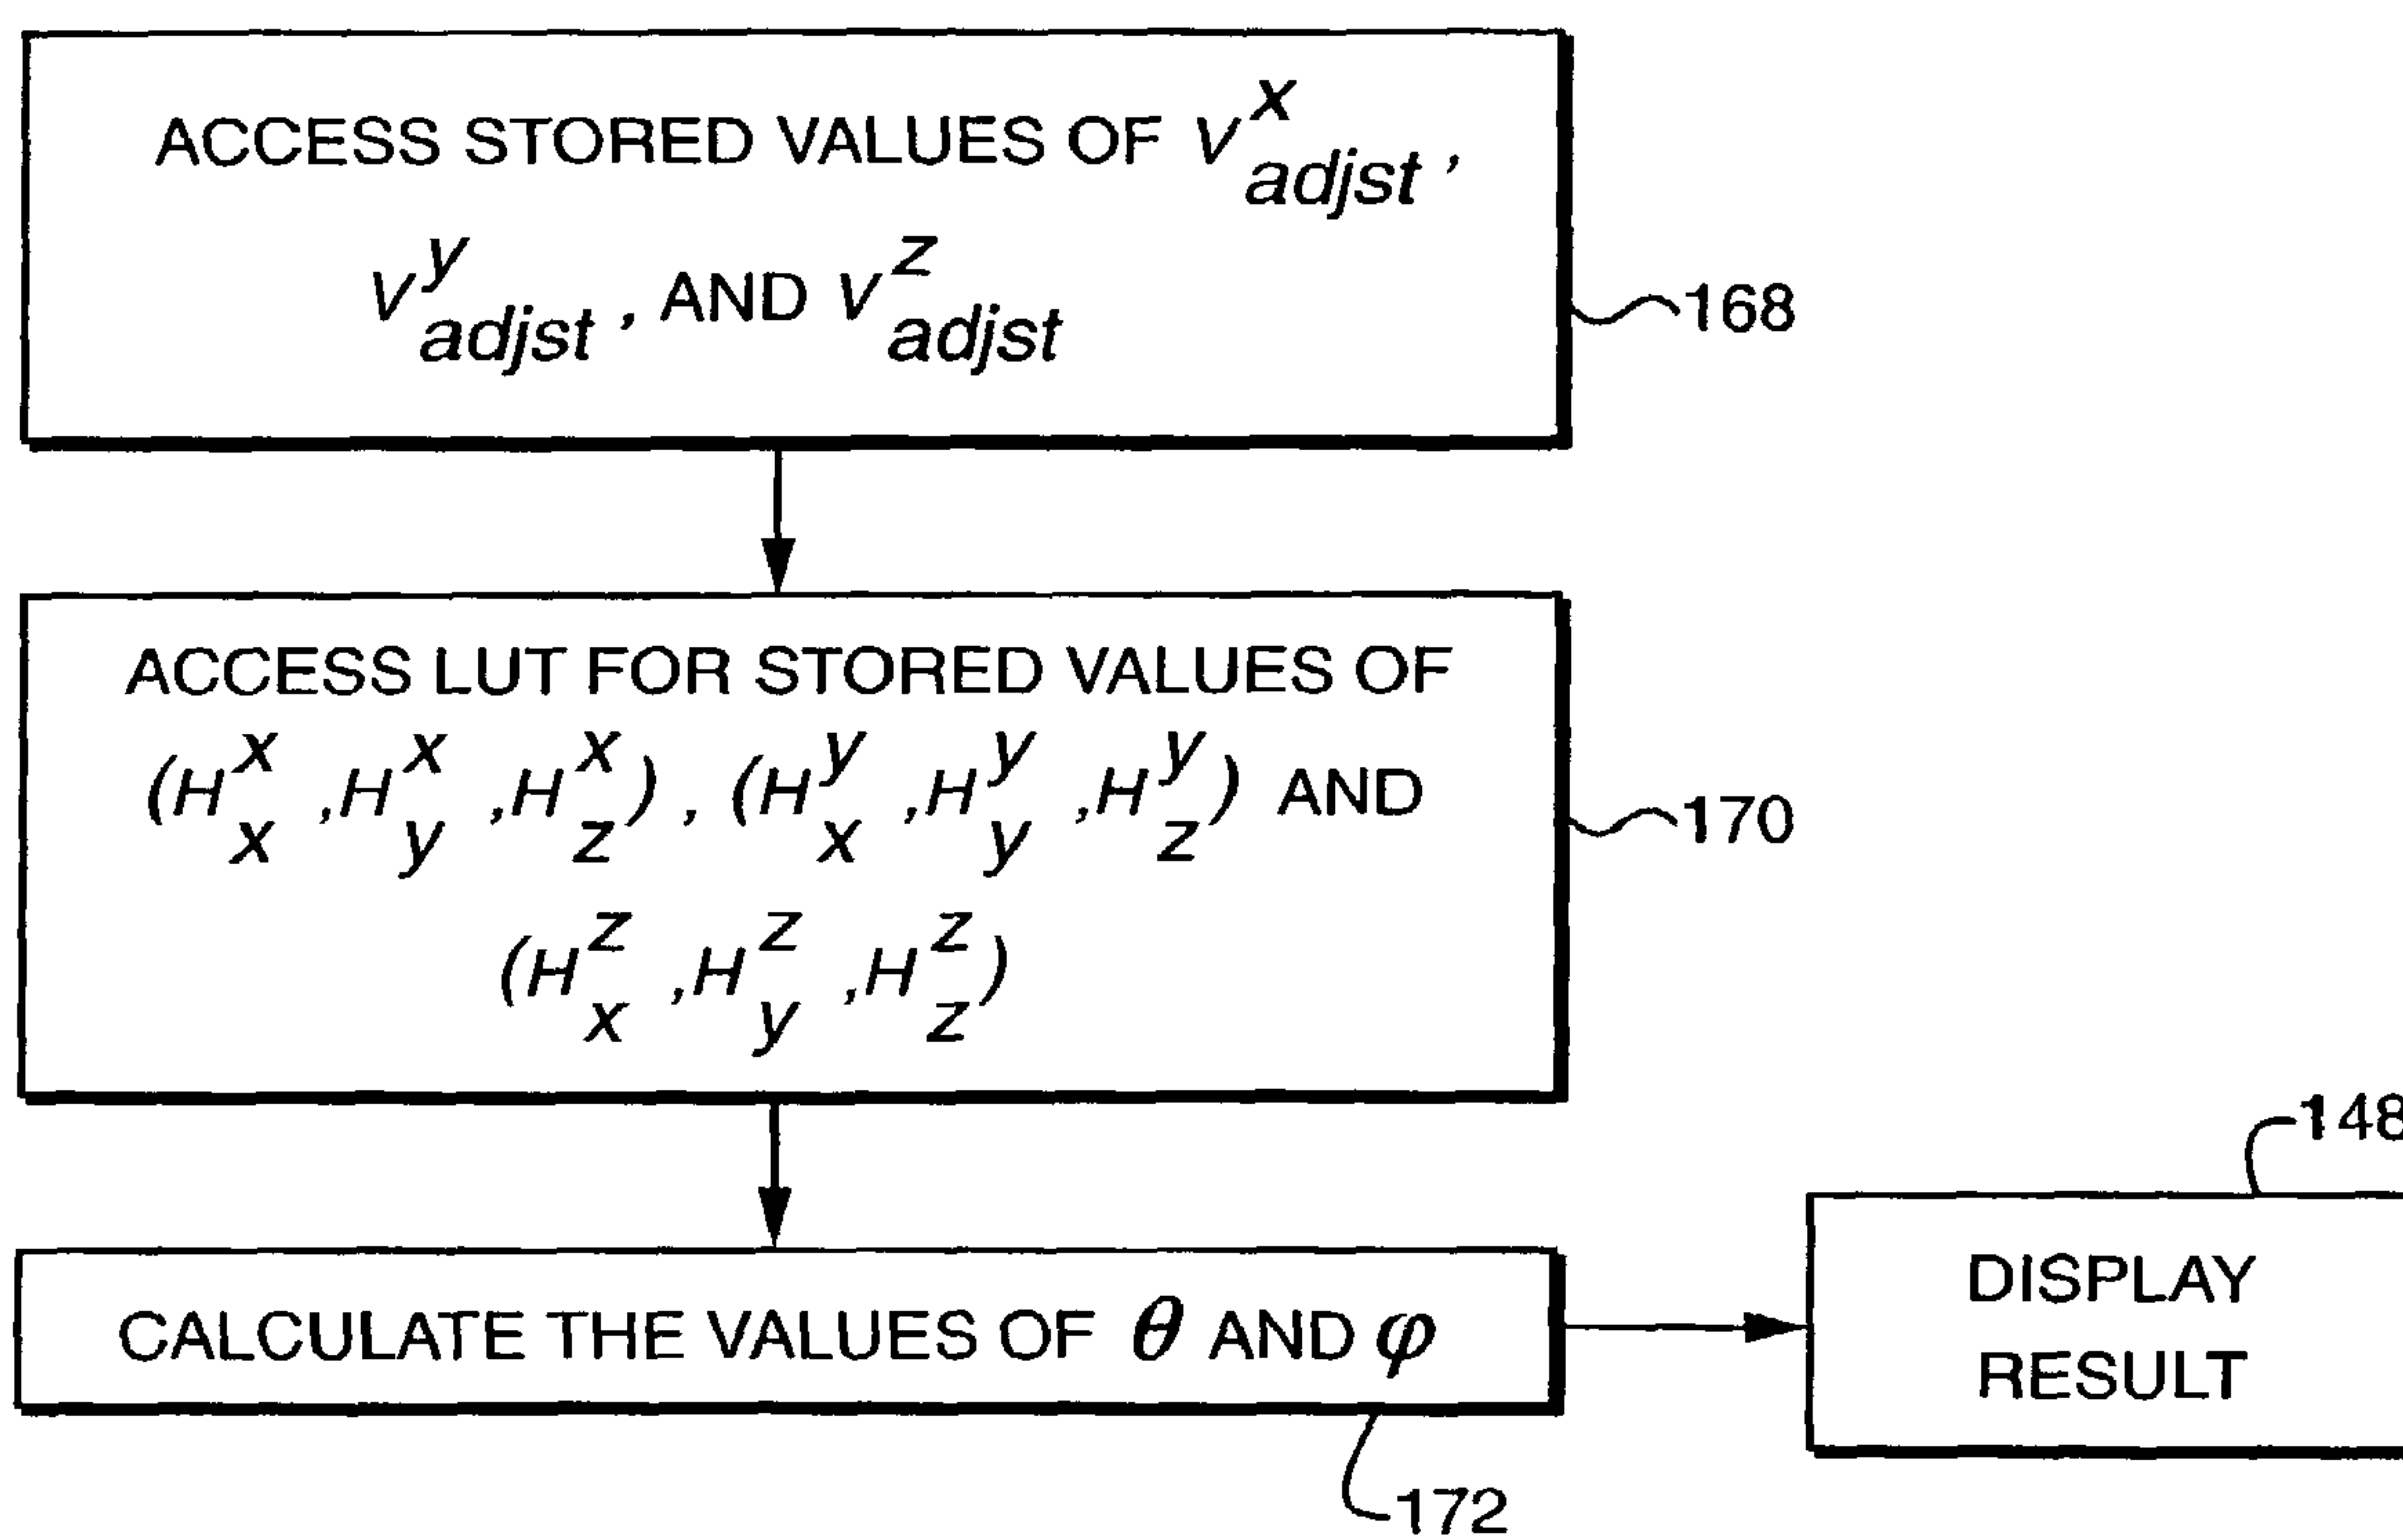 ACCESS STORED VALUES OF v^x_adjst,
v^y_adjst, AND v^z_adjst
168
ACCESS LUT FOR STORED VALUES OF
(H^x_x, H^x_y, H^x_z), (H^y_x, H^y_y, H^y_z) AND
170
(H^z_x, H^z_y, H^z_z)
148
CALCULATE THE VALUES OF θ AND φ
DISPLAY
RESULT
172